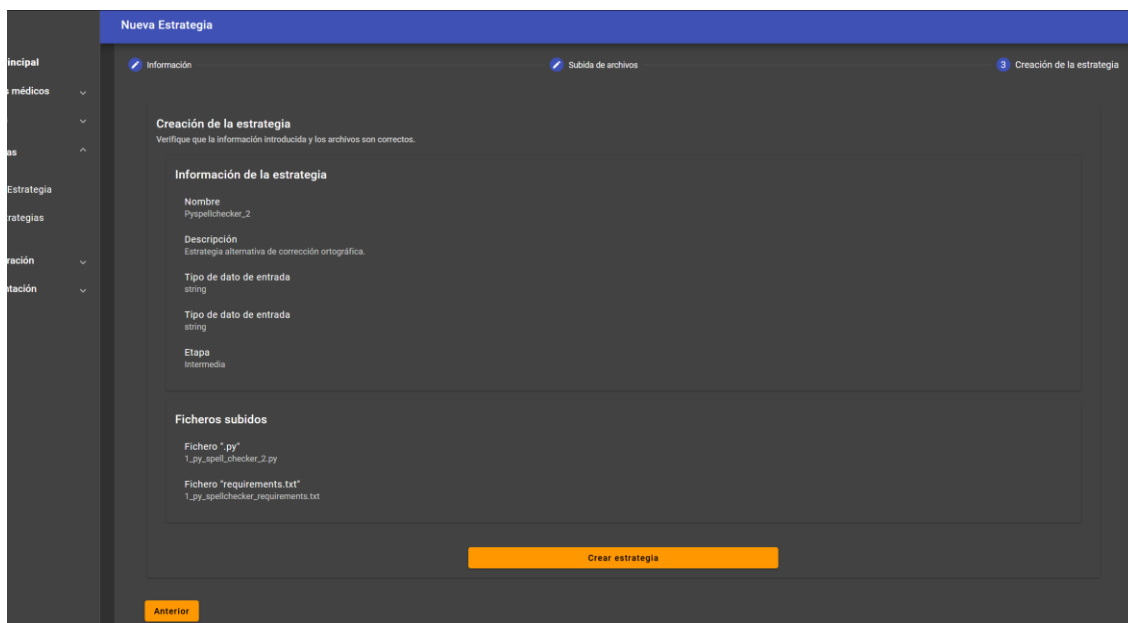 Nueva Estrategia
incipal
s médicos
as
Estrategia
rategias
ración
ntación
Información
Subida de archivos
3 Creación de la estrategia
Creación de la estrategia
Verifique que la información introducida y los archivos son correctos.
Información de la estrategia
Nombre
Pyspellchecker_2
Descripción
Estrategia alternativa de corrección ortográfica.
Tipo de dato de entrada
string
Tipo de dato de entrada
string
Etapa
Intermedia
Ficheros subidos
Fichero ".py"
1_py_spell_checker_2.py
Fichero "requirements.txt"
1_py_spellchecker_requirements.txt
Crear estrategia
Anterior